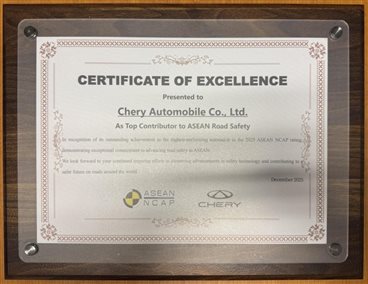 CERTIFICATE OF EXCELLENCE
Presented to
Chery Automobile Co., Ltd.
As Top Contributor to ASEAN Road Safety
In recognition of its outstanding achievement as the highest-performing automaker in the 2025 ASEAN NCAP rating
demonstrating exceptional commitment to advancing road safety in ASEAN.
We look forward to your continued inspiring efforts in pioneering advancements in safety technology and contributing to
safer future on roads around the world.
December 2025
ASEAN
NCAP
CHERY